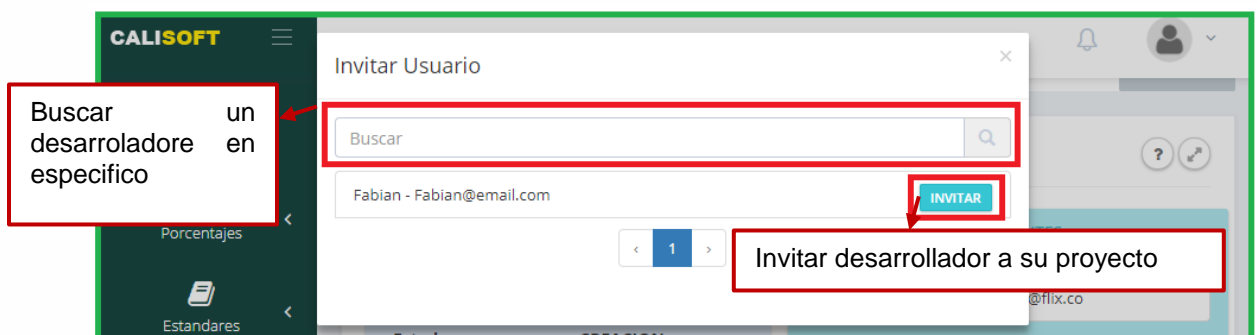 CALISOFT
Invitar Usuario
×
Buscar un
desarroladore en
especifico
Buscar
?
Fabian - Fabian@email.com
INVITAR
Porcentajes
‹ 1 ›
Invitar desarrollador a su proyecto
@flix.co
Estandares